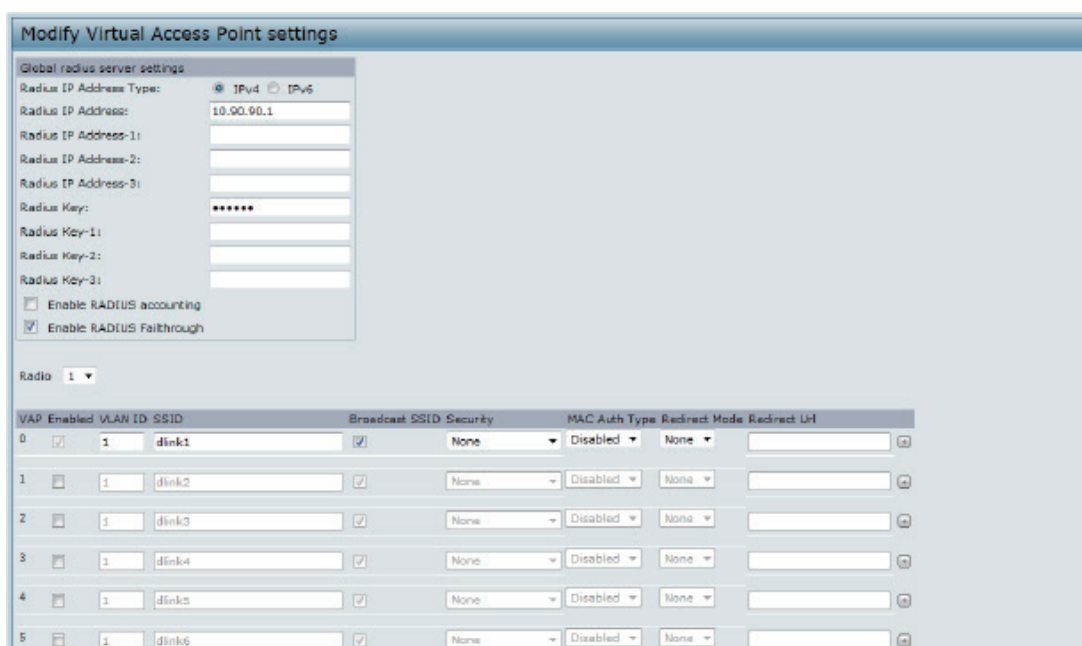 Modify Virtual Access Point settings
Global radius server settings
Radius IP Address Type: IPv4 IPv6
Radius IP Address: 10.90.90.1
Radius IP Address-1:
Radius IP Address-2:
Radius IP Address-3:
Radius Key: ••••••
Radius Key-1:
Radius Key-2:
Radius Key-3:
Enable RADIUS accounting
Enable RADIUS Failthrough
Radio 1
VAP Enabled VLAN ID SSID Broadcast SSID Security MAC Auth Type Redirect Mode Redirect Url
0 1 dlink1 None Disabled None
1 1 dlink2 None Disabled None
2 1 dlink3 None Disabled None
3 1 dlink4 None Disabled None
4 1 dlink5 None Disabled None
5 1 dlink6 None Disabled None